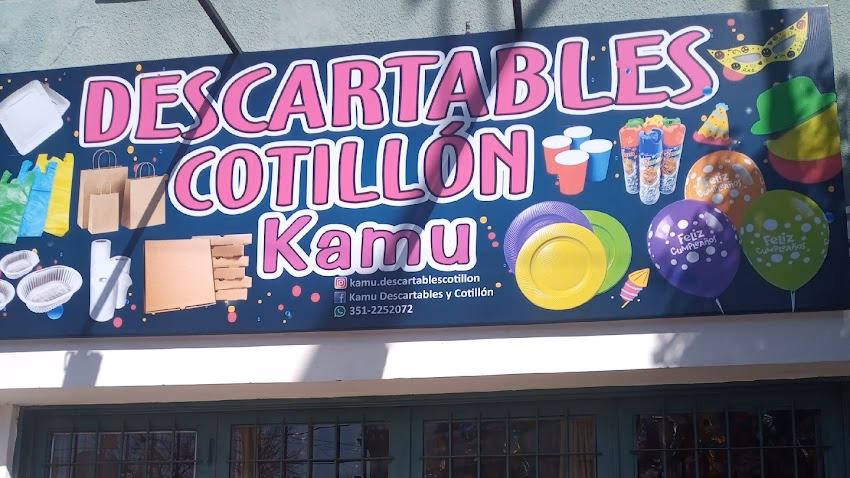 DESCARTABLES
COTILLÓN
Kamu
kamu.descartablescotillon
Kamu Descartables y Cotillón
351-2252072
Feliz
CUMPLEAÑOS
FELIZ
CUMPLEAÑOS
Feliz
CUMPLEAÑOS